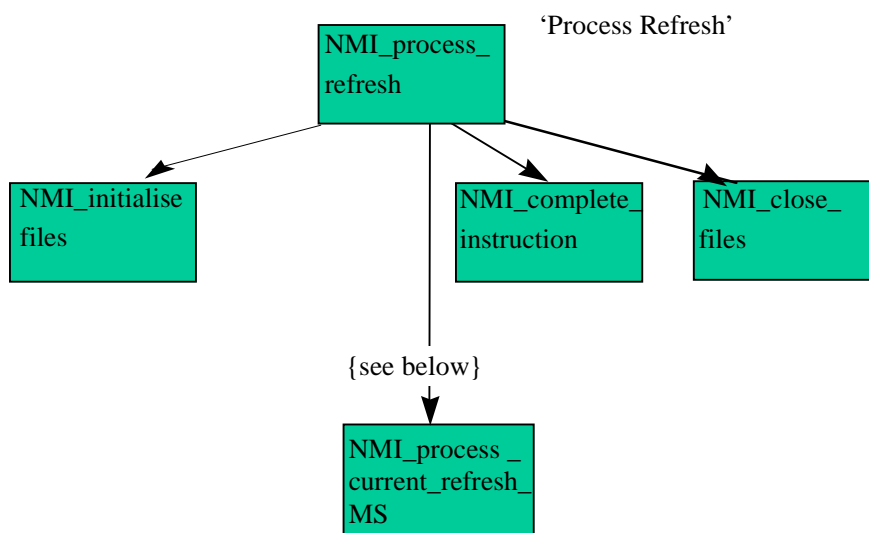 ‘Process Refresh’
NMI_process_
refresh
NMI_initialise
files
NMI_complete_
instruction
NMI_close_
files
{see below}
NMI_process _
current_refresh_
MS